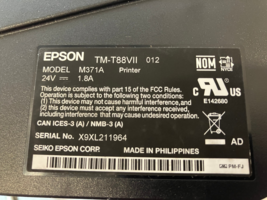 EPSON TM-T88VII 012
MODEL M371A Printer
24V 1.8A
NOM
This device complies with part 15 of the FCC Rules.
Operation is subject to the following two conditions:
(1) This device may not cause harmful interference, and
(2) this device must accept any interference received,
including interference that may cause undesired operation.
C UL US
E142680
CAN ICES-3 (A) / NMB-3 (A)
SERIAL No. X9XL211964
AD
SEIKO EPSON CORP. MADE IN PHILIPPINES